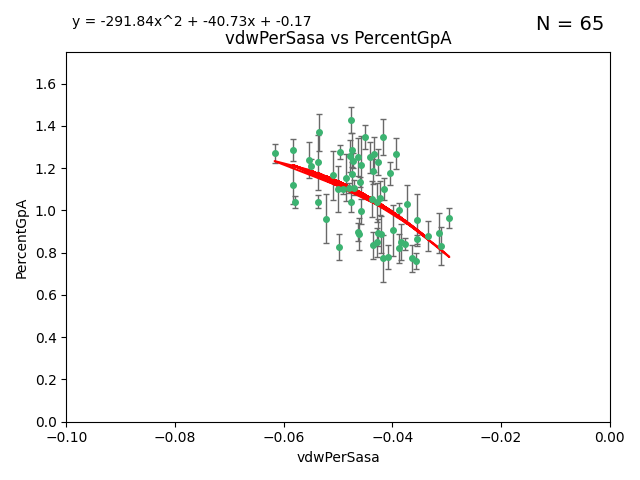 y = -291.84x^2 + -40.73x + -0.17
N = 65
vdwPerSasa vs PercentGpA
PercentGpA
1.6
1.4
1.2
1.0
0.8
0.6
0.4
0.2
0.0
−0.10 −0.08 −0.06 −0.04 −0.02 0.00
vdwPerSasa